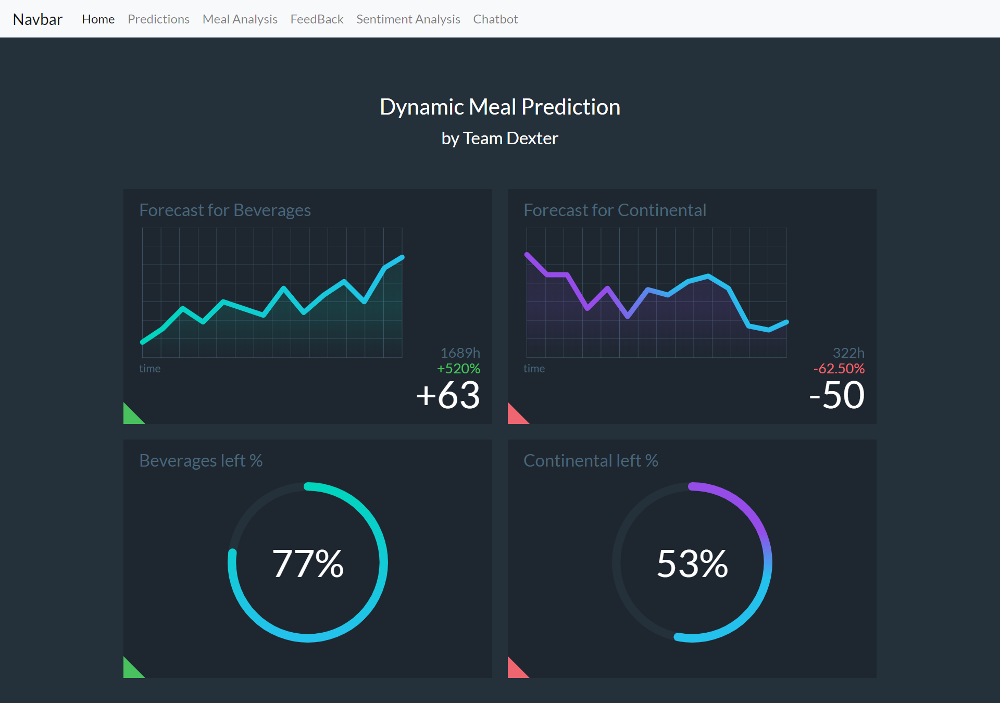 Navbar Home Predictions Meal Analysis FeedBack Sentiment Analysis Chatbot
Dynamic Meal Prediction
by Team Dexter
Forecast for Beverages
time
1689h
+520%
+63
Forecast for Continental
time
322h
-62.50%
-50
Beverages left %
77%
Continental left %
53%